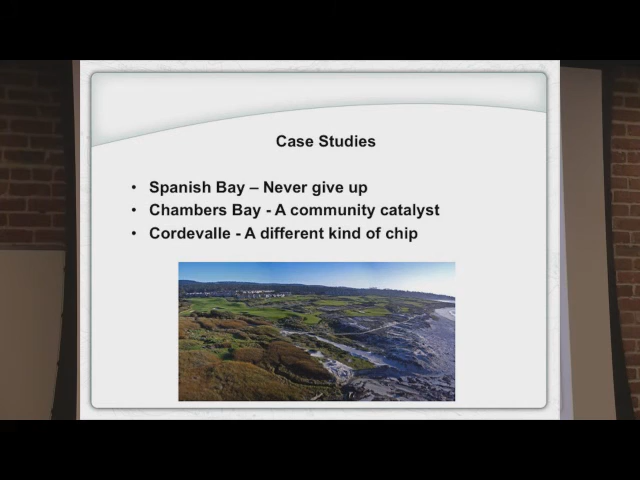 Case Studies
• Spanish Bay – Never give up
• Chambers Bay - A community catalyst
• Cordevalle - A different kind of chip